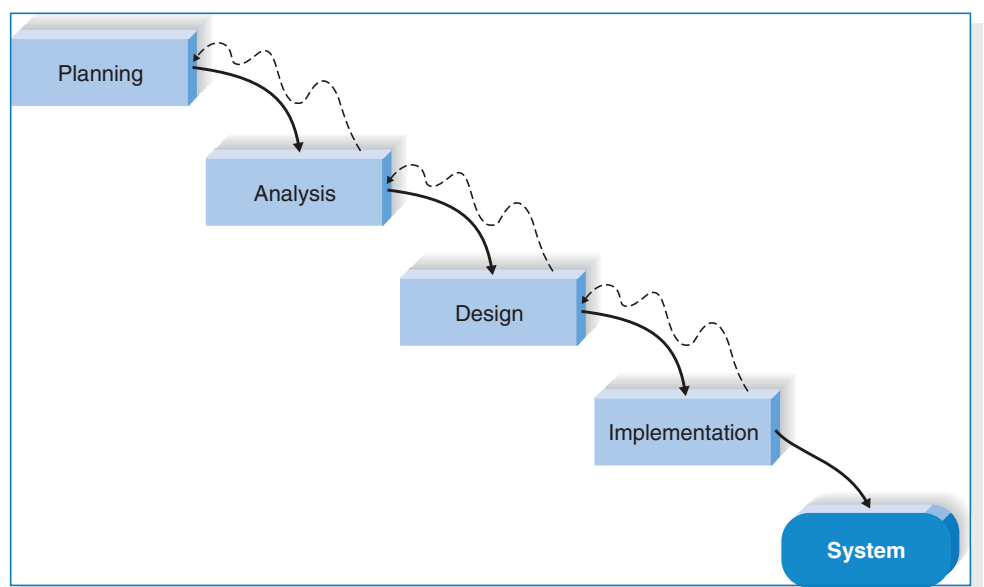 Planning
Analysis
Design
Implementation
System